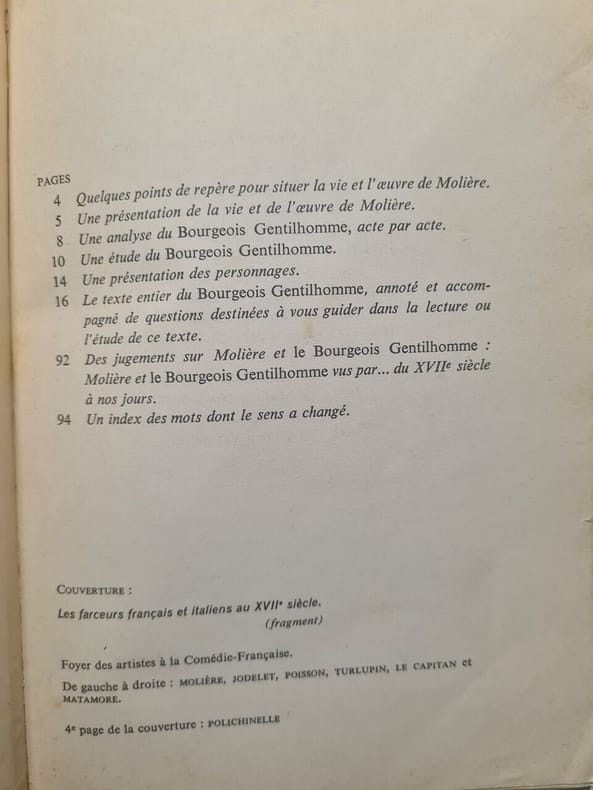 PAGES
4 Quelques points de repère pour situer la vie et l'œuvre de Molière.
5 Une présentation de la vie et de l'œuvre de Molière.
8 Une analyse du Bourgeois Gentilhomme, acte par acte.
10 Une étude du Bourgeois Gentilhomme.
14 Une présentation des personnages.
16 Le texte entier du Bourgeois Gentilhomme, annoté et accom-
pagné de questions destinées à vous guider dans la lecture ou
l'étude de ce texte.
92 Des jugements sur Molière et le Bourgeois Gentilhomme :
Molière et le Bourgeois Gentilhomme vus par... du XVIIe siècle
à nos jours.
94 Un index des mots dont le sens a changé.
COUVERTURE :
Les farceurs français et italiens au XVIIe siècle.
(fragment)
Foyer des artistes à la Comédie-Française.
De gauche à droite : MOLIÈRE, JODELET, POISSON, TURLUPIN, LE CAPITAN et
MATAMORE.
4e page de la couverture : POLICHINELLE